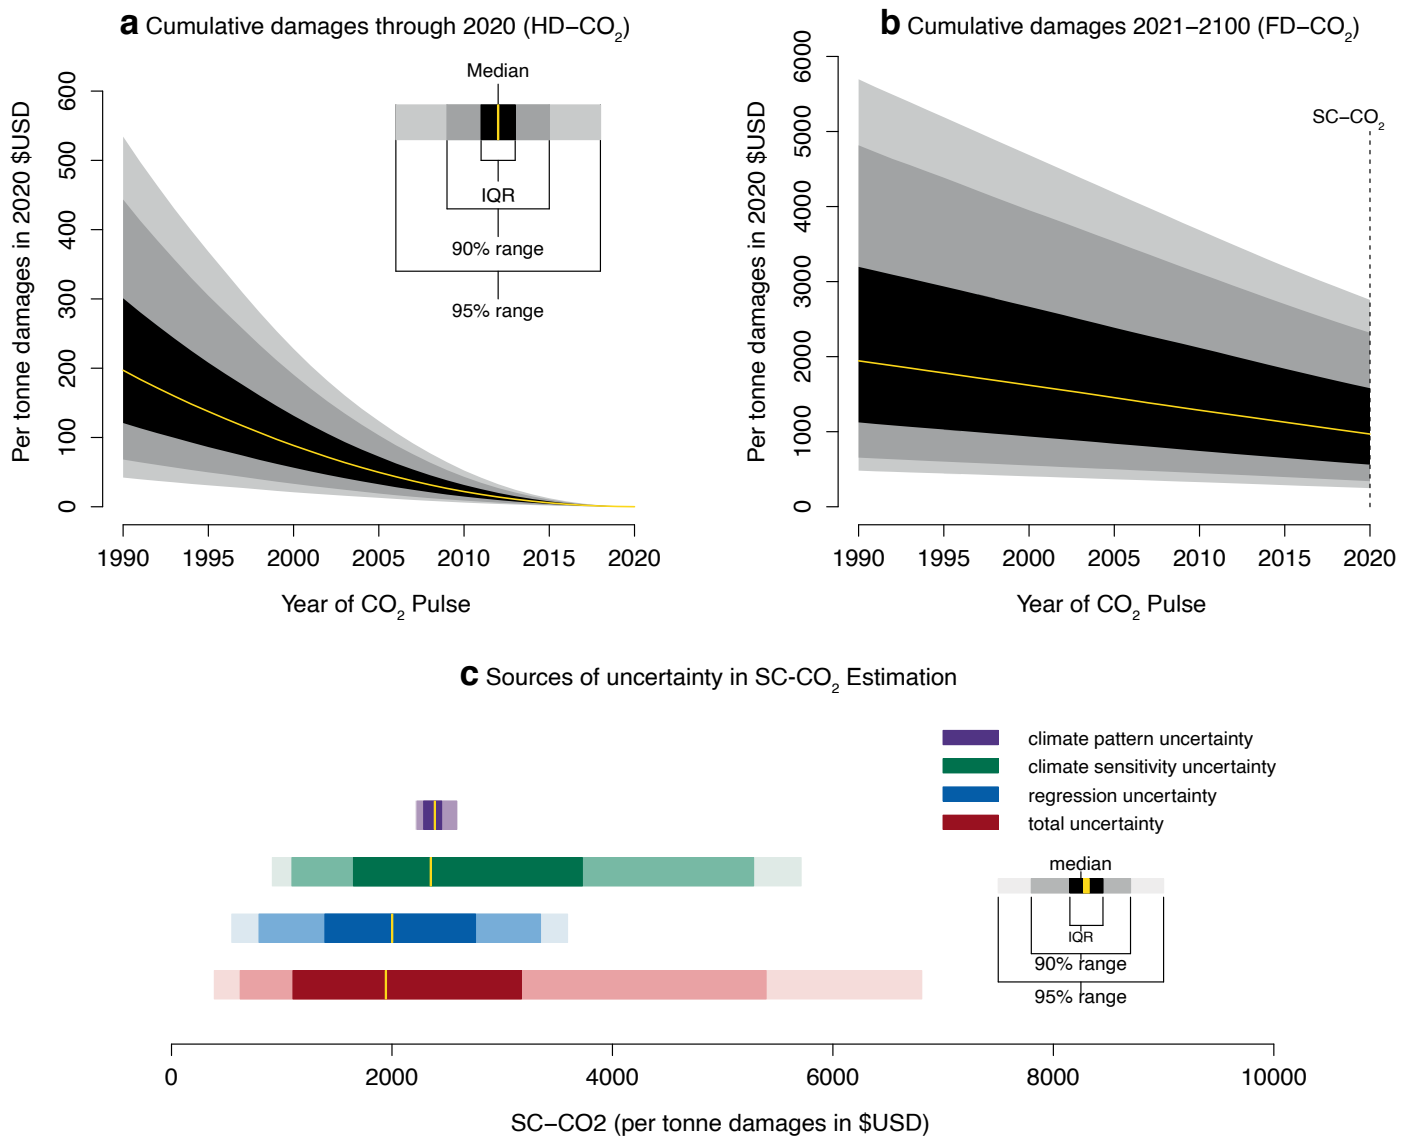 a Cumulative damages through 2020 (HD−CO₂)
Per tonne damages in 2020 $USD
600
500
400
300
200
100
0
Median
IQR
90% range
95% range
1990 1995 2000 2005 2010 2015 2020
Year of CO₂ Pulse
b Cumulative damages 2021−2100 (FD−CO₂)
Per tonne damages in 2020 $USD
6000
5000
4000
3000
2000
1000
0
SC−CO₂
1990 1995 2000 2005 2010 2015 2020
Year of CO₂ Pulse
c Sources of uncertainty in SC-CO₂ Estimation
climate pattern uncertainty
climate sensitivity uncertainty
regression uncertainty
total uncertainty
median
IQR
90% range
95% range
0 2000 4000 6000 8000 10000
SC−CO2 (per tonne damages in $USD)